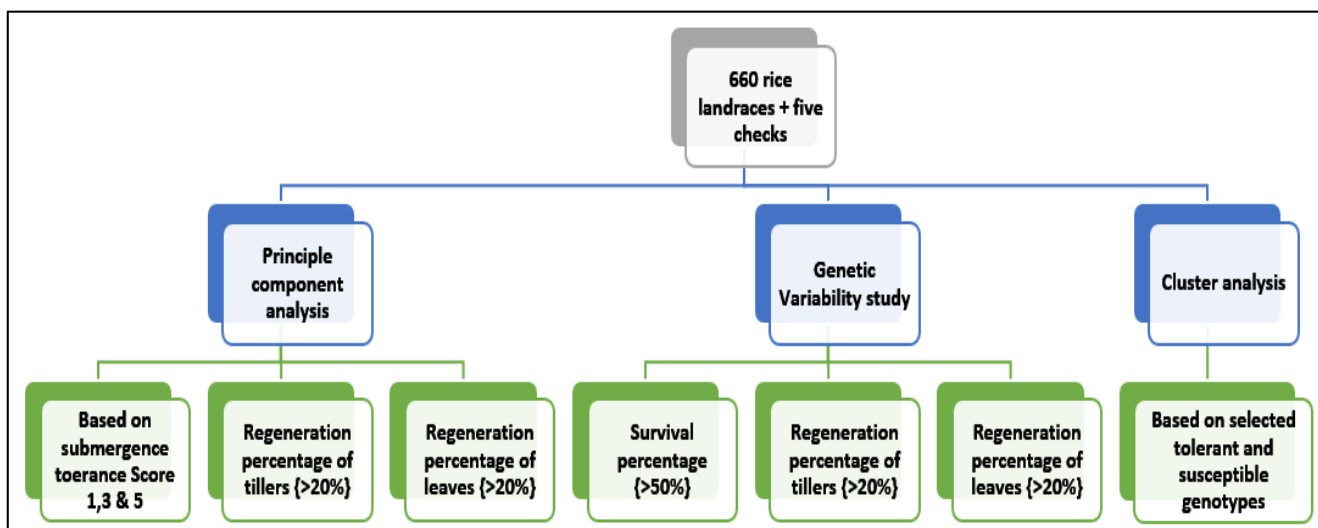 660 rice
landraces + five
checks
Principle
component
analysis
Genetic
Variability study
Cluster analysis
Based on
submergence
toerance Score
1,3 & 5
Regeneration
percentage of
tillers {>20%}
Regeneration
percentage of
leaves {>20%}
Survival
percentage
{>50%}
Regeneration
percentage of
tillers {>20%}
Regeneration
percentage of
leaves {>20%}
Based on selected
tolerant and
susceptible
genotypes